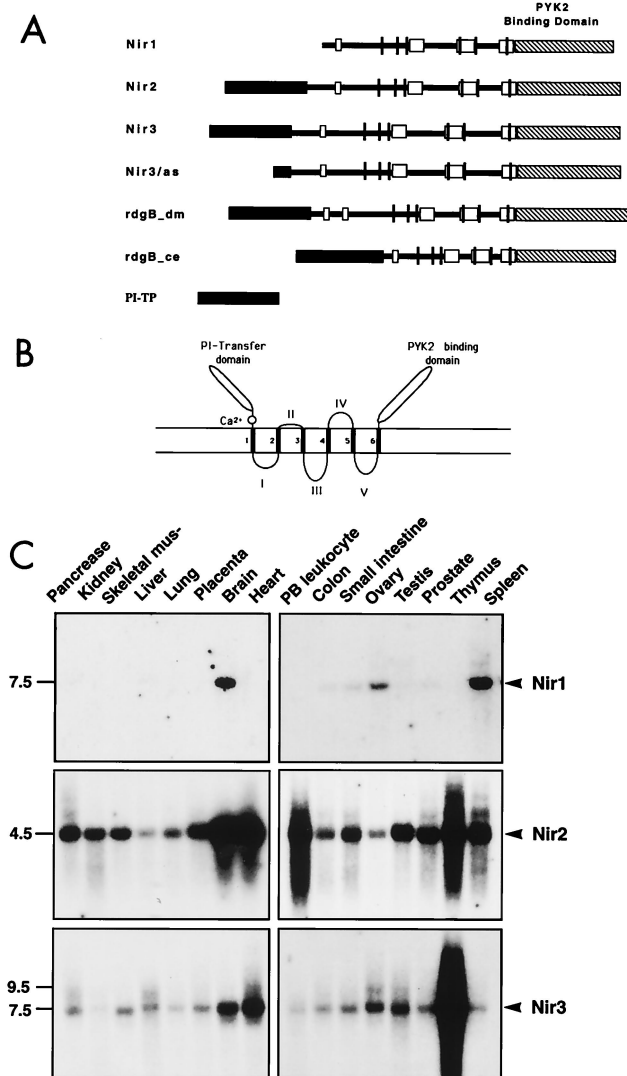 A
PYK2
Binding Domain
Nir1
Nir2
Nir3
Nir3/as
rdgB_dm
rdgB_ce
PI-TP
B
PI-Transfer
domain
PYK2 binding
domain
Ca2+
II
IV
1 2 3 4 5 6
I
III
V
C
Pancrease
Kidney
Skeletal mus-
Liver
Lung
Placenta
Brain
Heart
PB leukocyte
Colon
Small intestine
Ovary
Testis
Prostate
Thymus
Spleen
7.5
Nir1
4.5
Nir2
9.5
7.5
Nir3